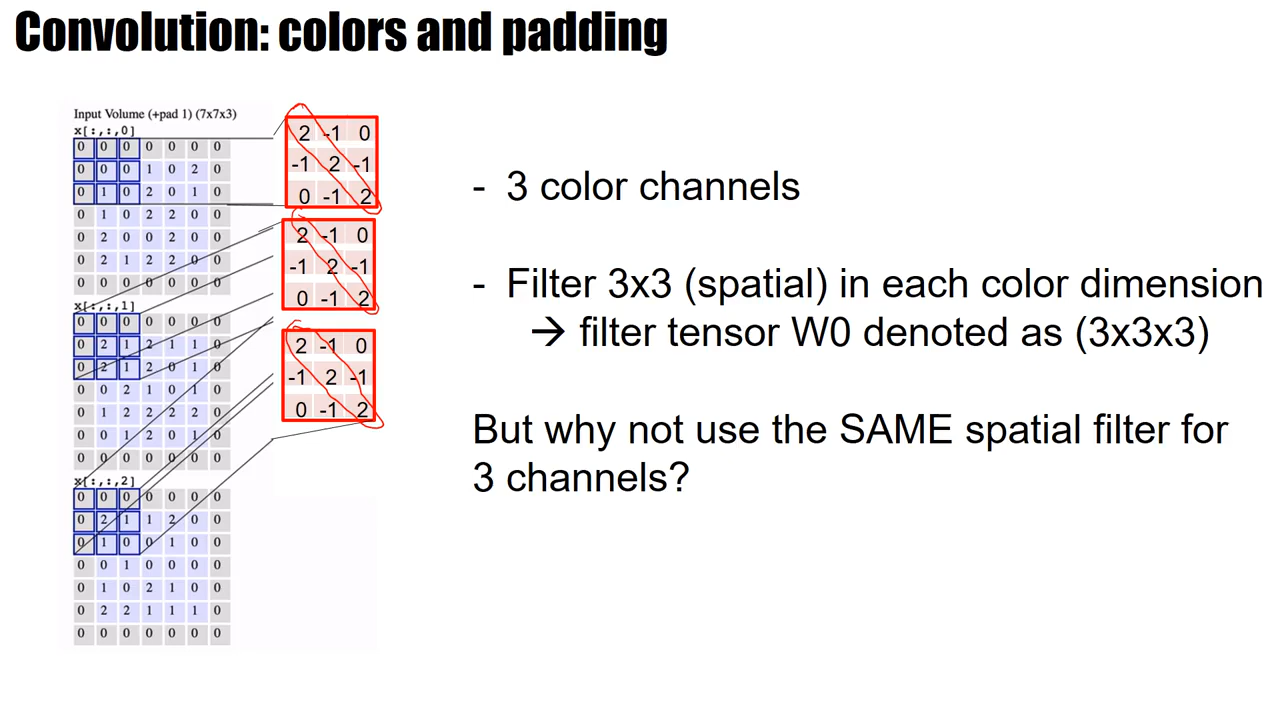 Convolution: colors and padding
Input Volume (+pad 1) (7x7x3)
x[:,:,0]
0 0 0 0 0 0 0
0 0 0 1 0 2 0
0 1 0 2 0 1 0
0 1 0 2 2 0 0
0 2 0 0 2 0 0
0 2 1 2 2 0 0
0 0 0 0 0 0 0
x[:,:,1]
0 0 0 0 0 0 0
0 2 1 2 1 1 0
0 2 1 2 0 1 0
0 0 2 1 0 1 0
0 1 2 2 2 2 0
0 0 1 2 0 1 0
0 0 0 0 0 0 0
x[:,:,2]
0 0 0 0 0 0 0
0 2 1 1 2 0 0
0 1 0 0 1 0 0
0 0 1 0 0 0 0
0 1 0 2 1 0 0
0 2 2 1 1 1 0
0 0 0 0 0 0 0
2 -1 0
-1 2 -1
0 -1 2
2 -1 0
-1 2 -1
0 -1 2
2 -1 0
-1 2 -1
0 -1 2
- 3 color channels
- Filter 3x3 (spatial) in each color dimension
→ filter tensor W0 denoted as (3x3x3)
But why not use the SAME spatial filter for
3 channels?